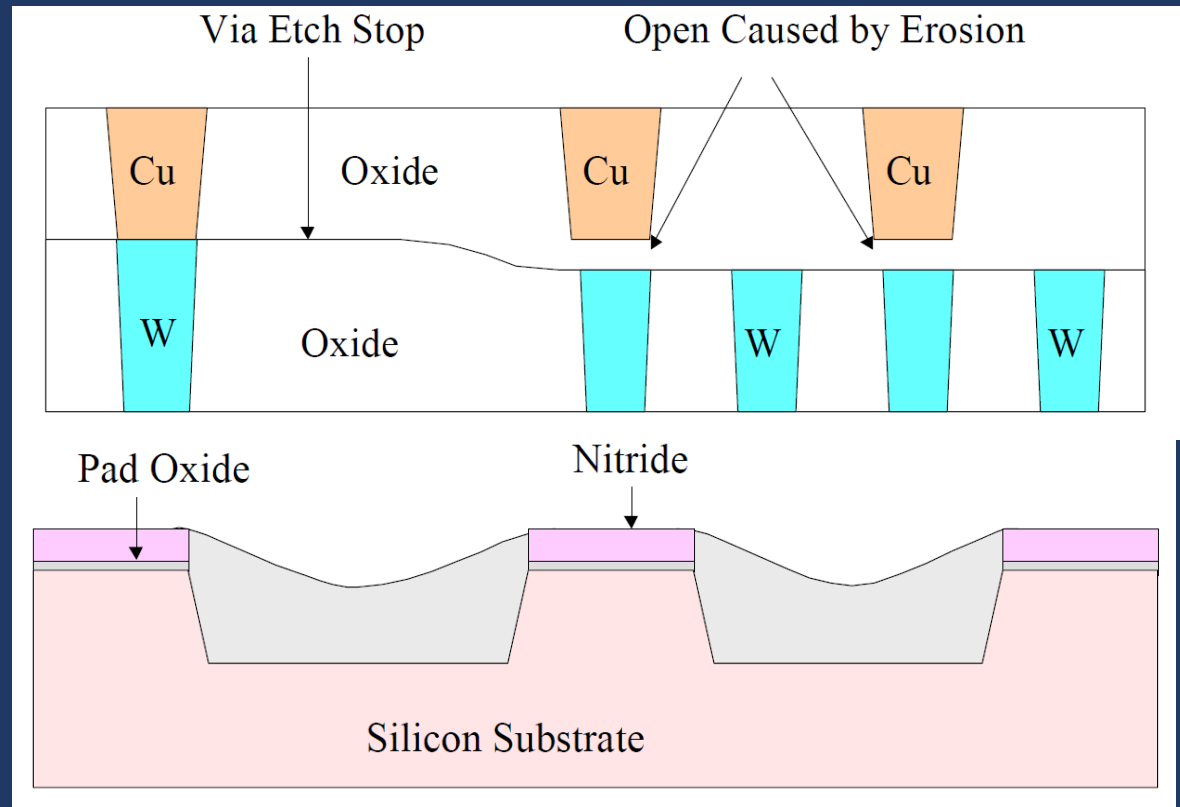 Via Etch Stop
Open Caused by Erosion
Cu
Oxide
Cu
Cu
W
Oxide
W
W
Pad Oxide
Nitride
Silicon Substrate